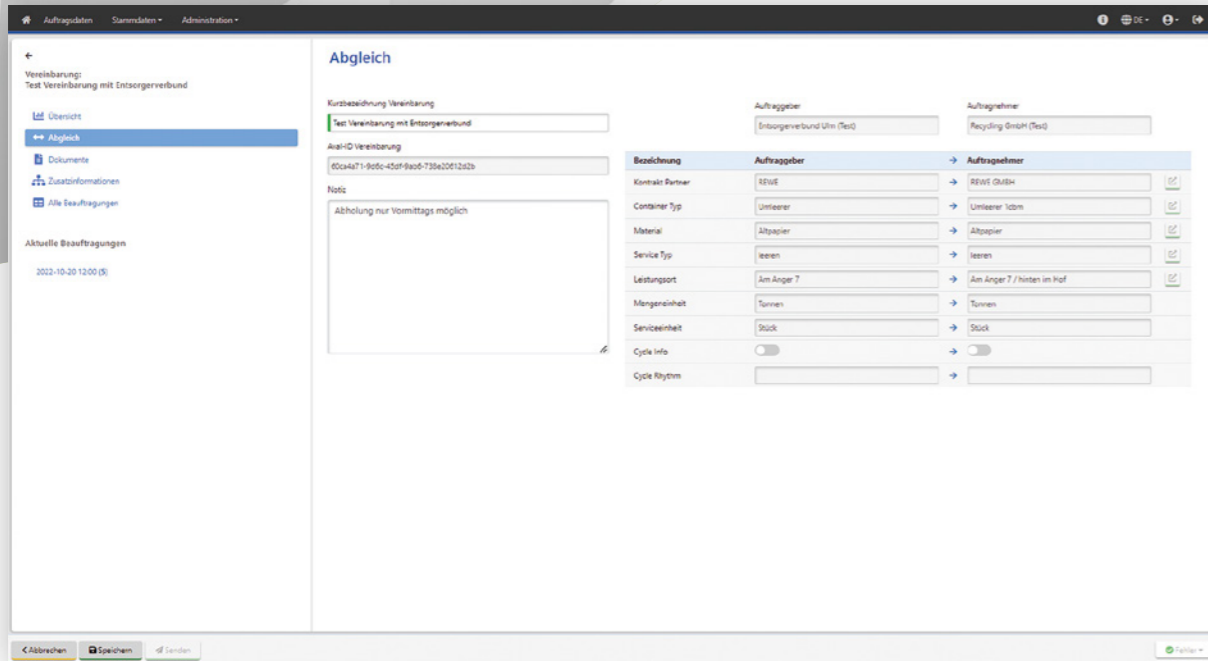 Auftragsdaten Stammdaten Administration
DE
Vereinbarung:
Test Vereinbarung mit Entsorgerverbund
Übersicht
Abgleich
Dokumente
Zusatzinformationen
Alle Beauftragungen
Aktuelle Beauftragungen
2022-10-20 12:00 (S)
Abgleich
Kurzbezeichnung Vereinbarung
Test Vereinbarung mit Entsorgerverbund
Aval-ID Vereinbarung
Notiz
Abholung nur Vormittags möglich
Auftraggeber Auftragnehmer
Entsorgerverbund Ulm (Test) Recycling GmbH (Test)
Bezeichnung Auftraggeber → Auftragnehmer
Kontrakt Partner REWE → REWE GMBH
Container Typ Umleerer → Umleerer 1cbm
Material Altpapier → Altpapier
Service Typ leeren → leeren
Leistungsort Am Anger 7 → Am Anger 7 / hinten im Hof
Mengeneinheit Tonnen → Tonnen
Serviceeinheit Stück → Stück
Cycle Info →
Cycle Rhythm →
Abbrechen Speichern Senden
Fehler